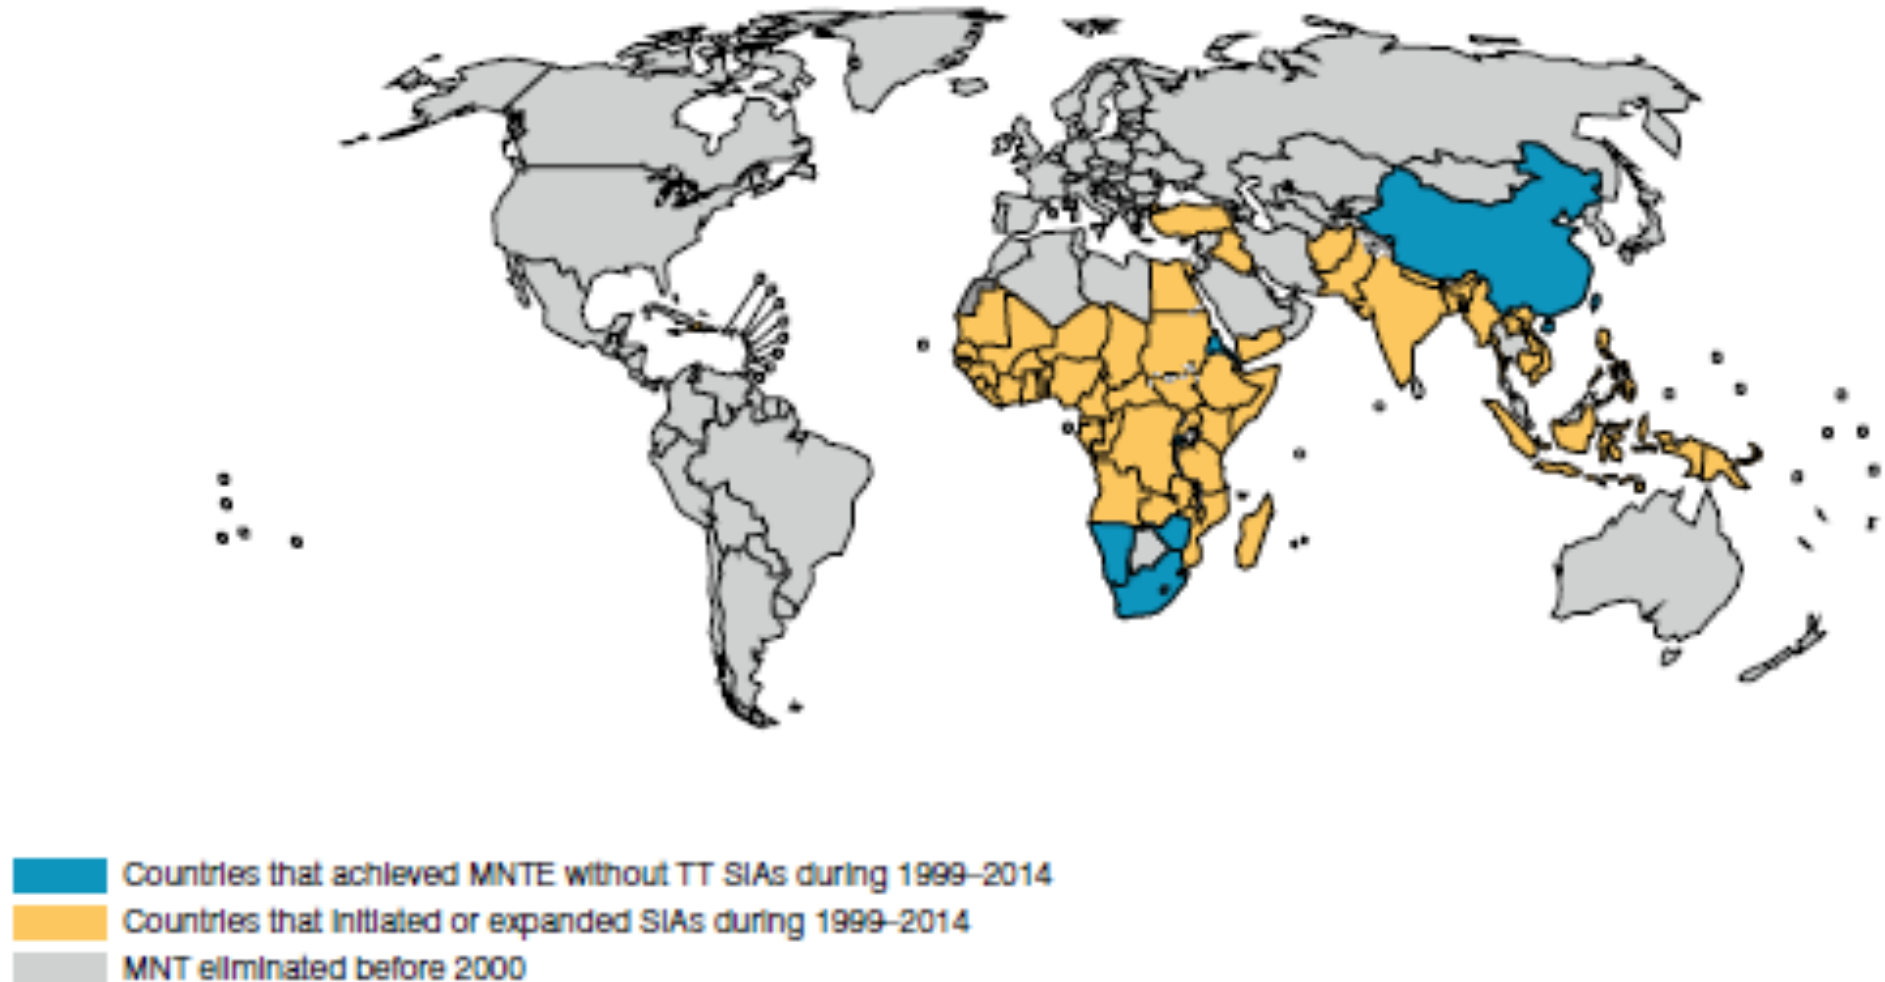 Countries that achieved MNTE without TT SIAs during 1999–2014
Countries that initiated or expanded SIAs during 1999–2014
MNT eliminated before 2000